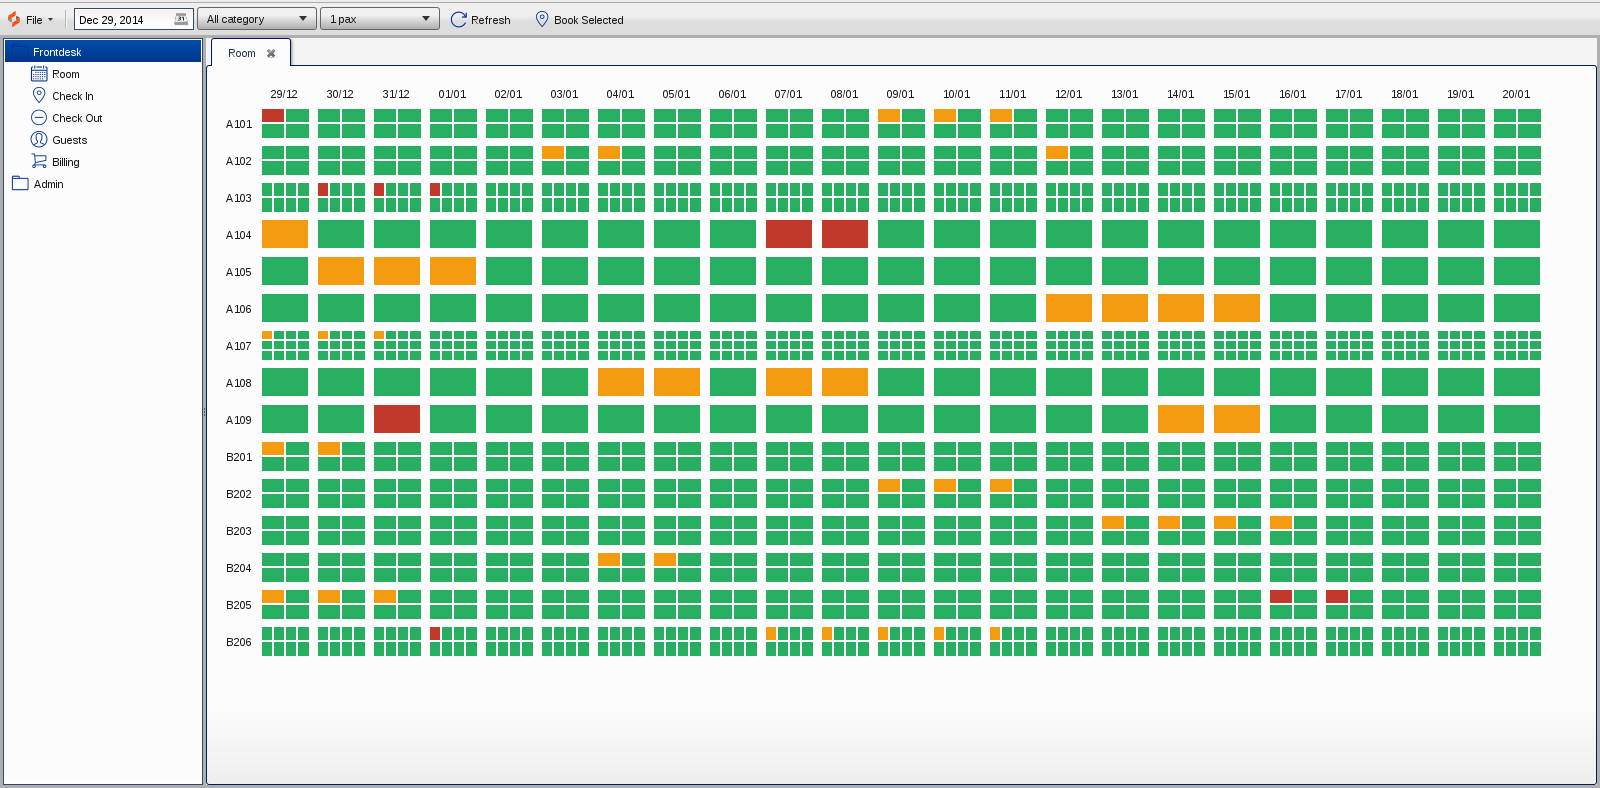 File
Dec 29, 2014
31
All category
1 pax
Refresh
Book Selected
Frontdesk
Room
Check In
Check Out
Guests
Billing
Admin
Room
29/12 30/12 31/12 01/01 02/01 03/01 04/01 05/01 06/01 07/01 08/01 09/01 10/01 11/01 12/01 13/01 14/01 15/01 16/01 17/01 18/01 19/01 20/01
A101
A102
A103
A104
A105
A106
A107
A108
A109
B201
B202
B203
B204
B205
B206